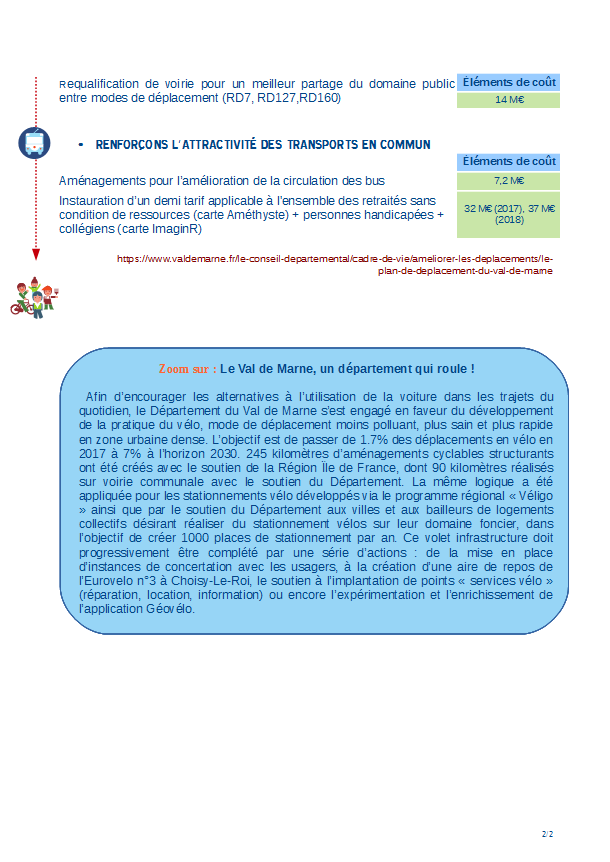 Requalification de voirie pour un meilleur partage du domaine public
entre modes de déplacement (RD7, RD127,RD160)
Éléments de coût
14 M€
• RENFORÇONS L'ATTRACTIVITÉ DES TRANSPORTS EN COMMUN
Éléments de coût
Aménagements pour l’amélioration de la circulation des bus
7,2 M€
Instauration d’un demi tarif applicable à l’ensemble des retraités sans
condition de ressources (carte Améthyste) + personnes handicapées +
collégiens (carte ImaginR)
32 M€ (2017), 37 M€
(2018)
https://www.valdemarne.fr/le-conseil-departemental/cadre-de-vie/ameliorer-les-deplacements/le-
plan-de-deplacement-du-val-de-marne
Zoom sur : Le Val de Marne, un département qui roule !
Afin d’encourager les alternatives à l’utilisation de la voiture dans les trajets du
quotidien, le Département du Val de Marne s’est engagé en faveur du développement
de la pratique du vélo, mode de déplacement moins polluant, plus sain et plus rapide
en zone urbaine dense. L’objectif est de passer de 1.7% des déplacements en vélo en
2017 à 7% à l’horizon 2030. 245 kilomètres d’aménagements cyclables structurants
ont été créés avec le soutien de la Région Île de France, dont 90 kilomètres réalisés
sur voirie communale avec le soutien du Département. La même logique a été
appliquée pour les stationnements vélo développés via le programme régional « Véligo
» ainsi que par le soutien du Département aux villes et aux bailleurs de logements
collectifs désirant réaliser du stationnement vélos sur leur domaine foncier, dans
l’objectif de créer 1000 places de stationnement par an. Ce volet infrastructure doit
progressivement être complété par une série d’actions : de la mise en place
d’instances de concertation avec les usagers, à la création d’une aire de repos de
l’Eurovelo n°3 à Choisy-Le-Roi, le soutien à l’implantation de points « services vélo »
(réparation, location, information) ou encore l’expérimentation et l’enrichissement de
l’application Géovélo.
2/2